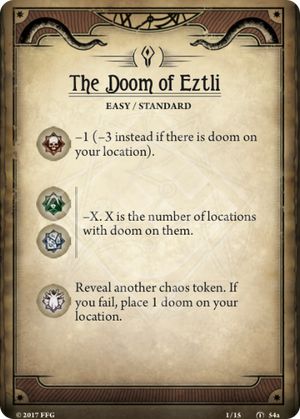 The Doom of Eztli
EASY / STANDARD
–1 (–3 instead if there is doom on
your location).
–X. X is the number of locations
with doom on them.
Reveal another chaos token. If
you fail, place 1 doom on your
location.
© 2017 FFG
1/15
54a